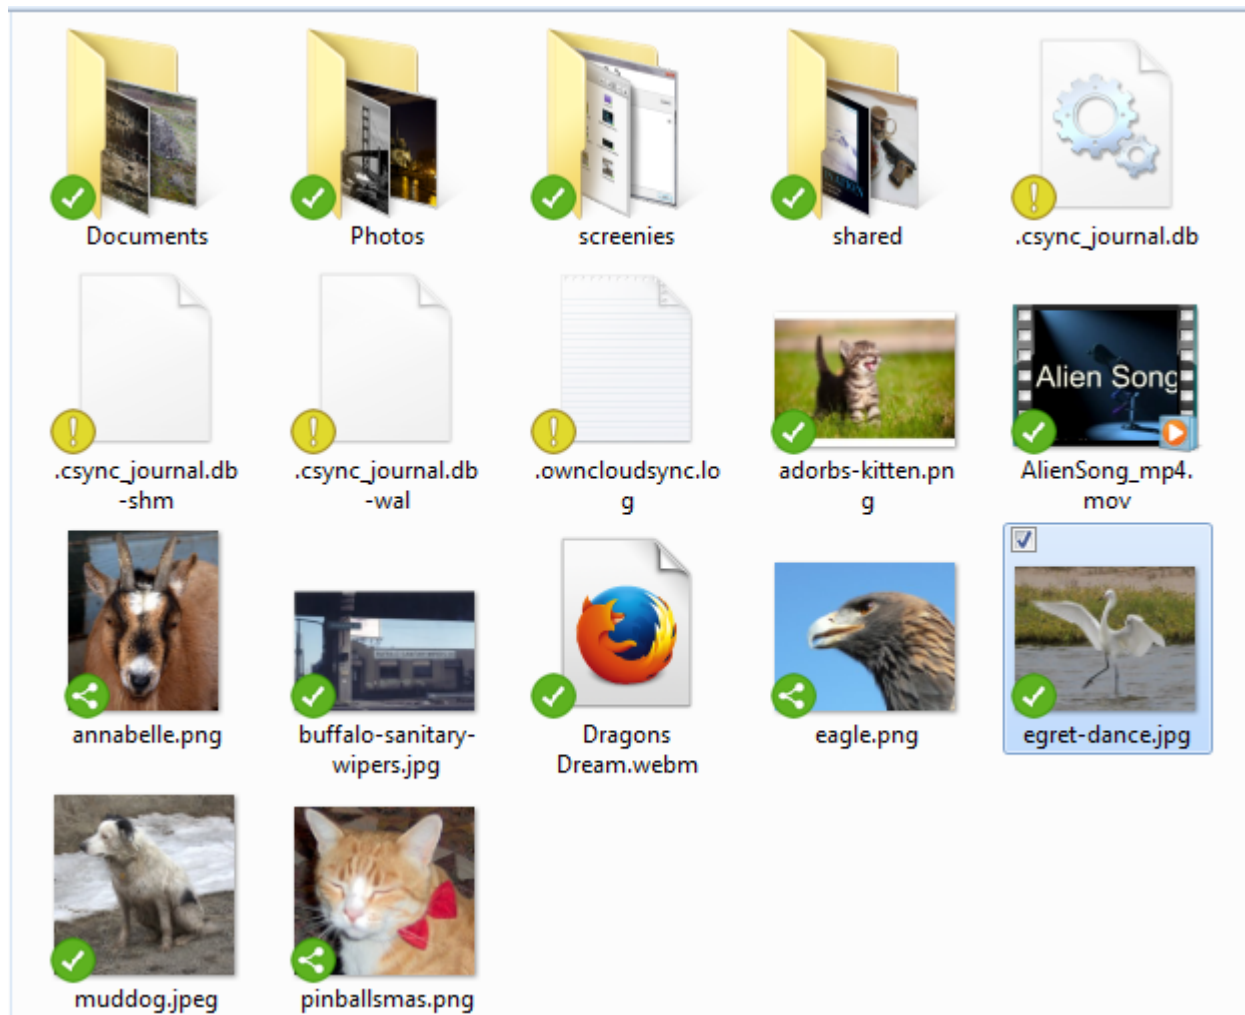 Documents
Photos
screenies
shared
.csync_journal.db
.csync_journal.db
-shm
.csync_journal.db
-wal
.owncloudsync.lo
g
adorbs-kitten.pn
g
Alien Song
AlienSong_mp4.
mov
annabelle.png
buffalo-sanitary-
wipers.jpg
Dragons
Dream.webm
eagle.png
egret-dance.jpg
muddog.jpeg
pinballsmas.png